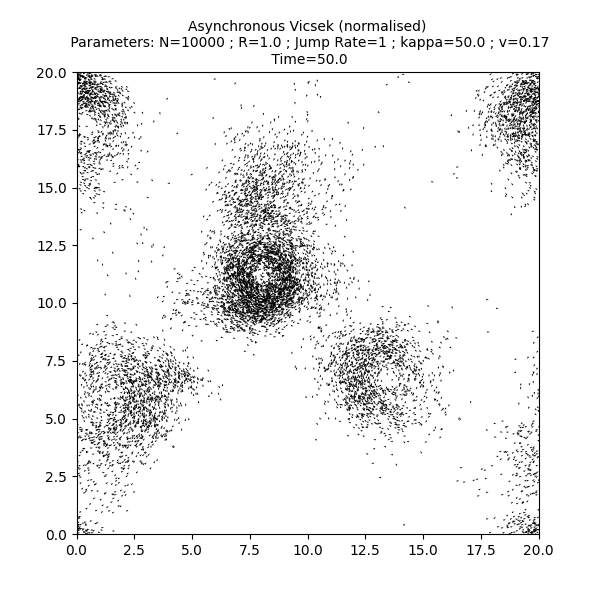 Asynchronous Vicsek (normalised)
Parameters: N=10000 ; R=1.0 ; Jump Rate=1 ; kappa=50.0 ; v=0.17
Time=50.0
20.0
17.5
15.0
12.5
10.0
7.5
5.0
2.5
0.0
0.0 2.5 5.0 7.5 10.0 12.5 15.0 17.5 20.0